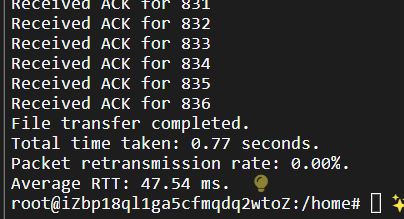 Received ACK for 831
Received ACK for 832
Received ACK for 833
Received ACK for 834
Received ACK for 835
Received ACK for 836
File transfer completed.
Total time taken: 0.77 seconds.
Packet retransmission rate: 0.00%.
Average RTT: 47.54 ms.
root@iZbp18ql1ga5cfmqdq2wtoZ:/home#